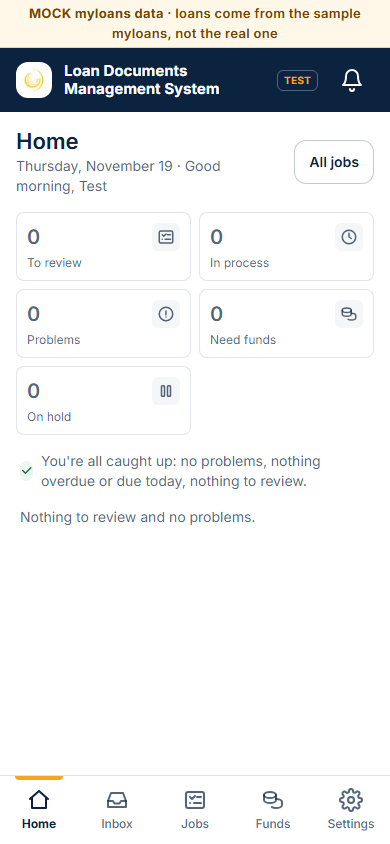 MOCK myloans data · loans come from the sample
myloans, not the real one
Loan Documents
Management System
TEST
Home
Thursday, November 19 · Good
morning, Test
All jobs
0
To review
0
In process
0
Problems
0
Need funds
0
On hold
You're all caught up: no problems, nothing
overdue or due today, nothing to review.
Nothing to review and no problems.
Home
Inbox
Jobs
Funds
Settings